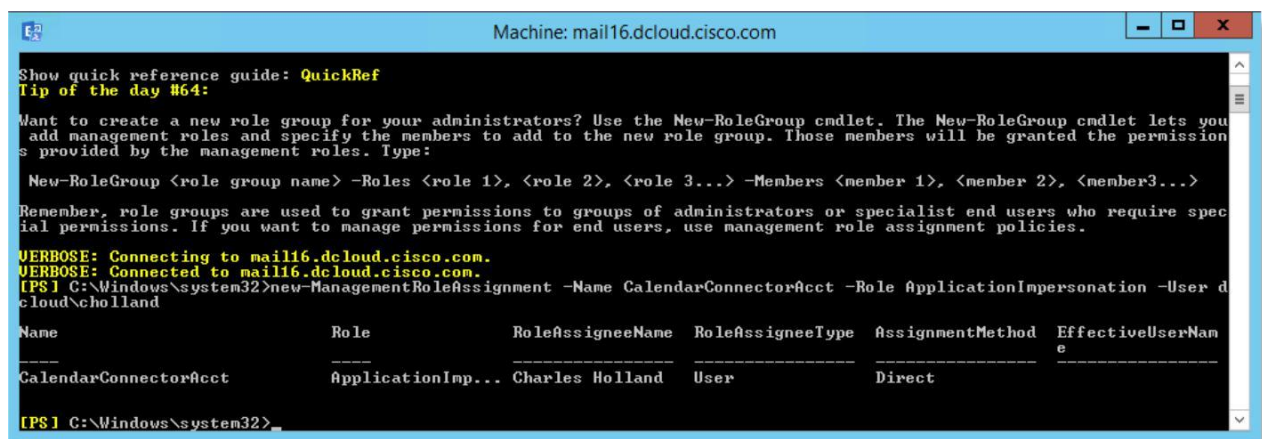 Machine: mail16.dcloud.cisco.com
Show quick reference guide: QuickRef
Tip of the day #64:
Want to create a new role group for your administrators? Use the New-RoleGroup cmdlet. The New-RoleGroup cmdlet lets you
 add management roles and specify the members to add to the new role group. Those members will be granted the permission
s provided by the management roles. Type:
 New-RoleGroup <role group name> -Roles <role 1>, <role 2>, <role 3...> -Members <member 1>, <member 2>, <member3...>
Remember, role groups are used to grant permissions to groups of administrators or specialist end users who require spec
ial permissions. If you want to manage permissions for end users, use management role assignment policies.
VERBOSE: Connecting to mail16.dcloud.cisco.com.
VERBOSE: Connected to mail16.dcloud.cisco.com.
[PS] C:\Windows\system32>new-ManagementRoleAssignment -Name CalendarConnectorAcct -Role ApplicationImpersonation -User d
cloud\cholland
Name Role RoleAssigneeName RoleAssigneeType AssignmentMethod EffectiveUserNam
e
---- ---- ---------------- ---------------- ---------------- ----------------
CalendarConnectorAcct ApplicationImp... Charles Holland User Direct
[PS] C:\Windows\system32>_